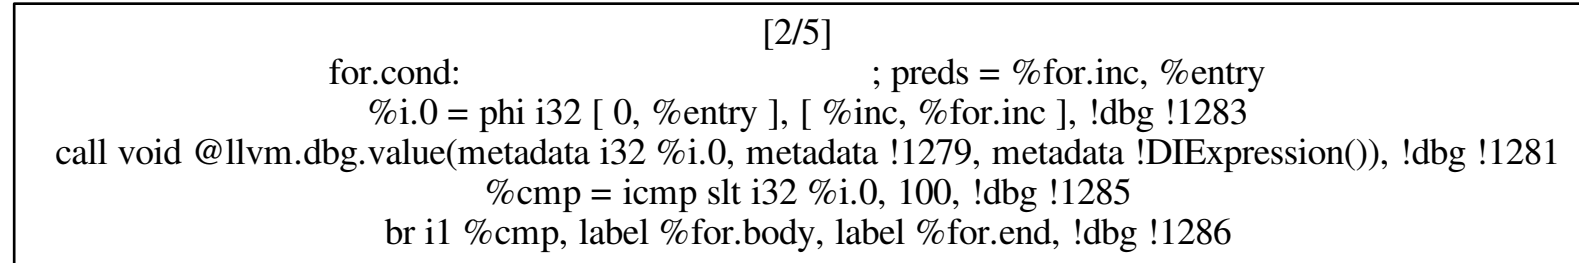 [2/5]
for.cond: ; preds = %for.inc, %entry
%i.0 = phi i32 [ 0, %entry ], [ %inc, %for.inc ], !dbg !1283
call void @llvm.dbg.value(metadata i32 %i.0, metadata !1279, metadata !DIExpression()), !dbg !1281
%cmp = icmp slt i32 %i.0, 100, !dbg !1285
br i1 %cmp, label %for.body, label %for.end, !dbg !1286